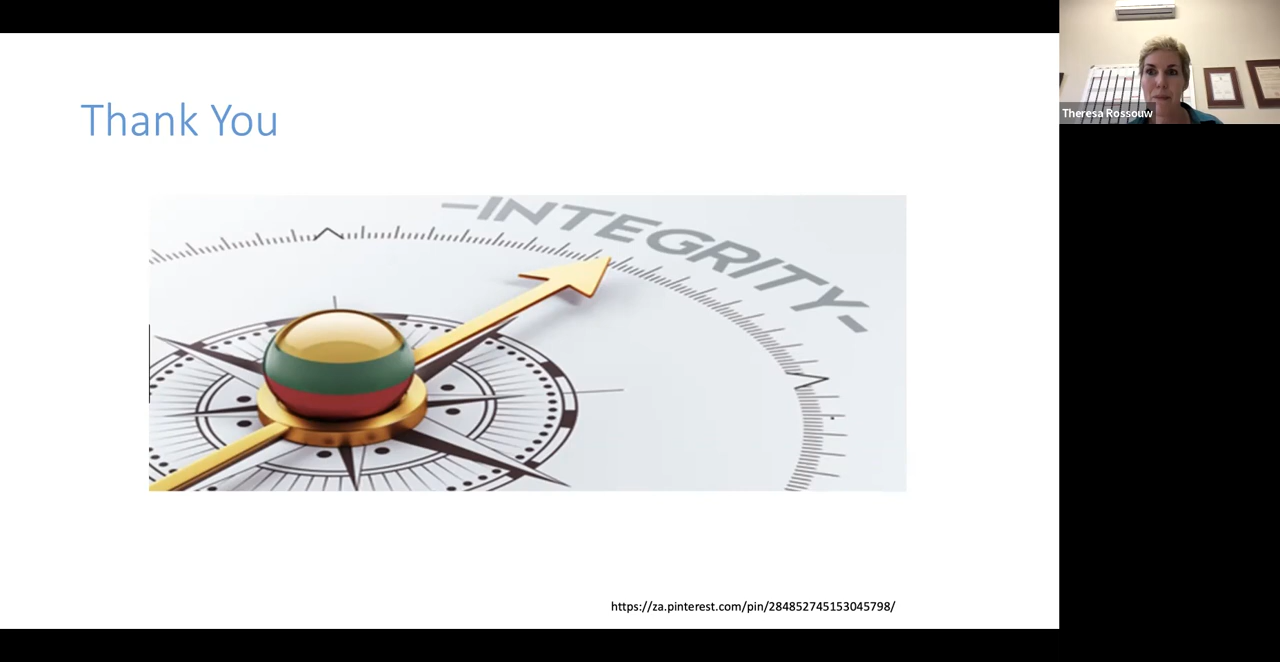 Thank You
-INTEGRITY-
https://za.pinterest.com/pin/284852745153045798/
Theresa Rossouw